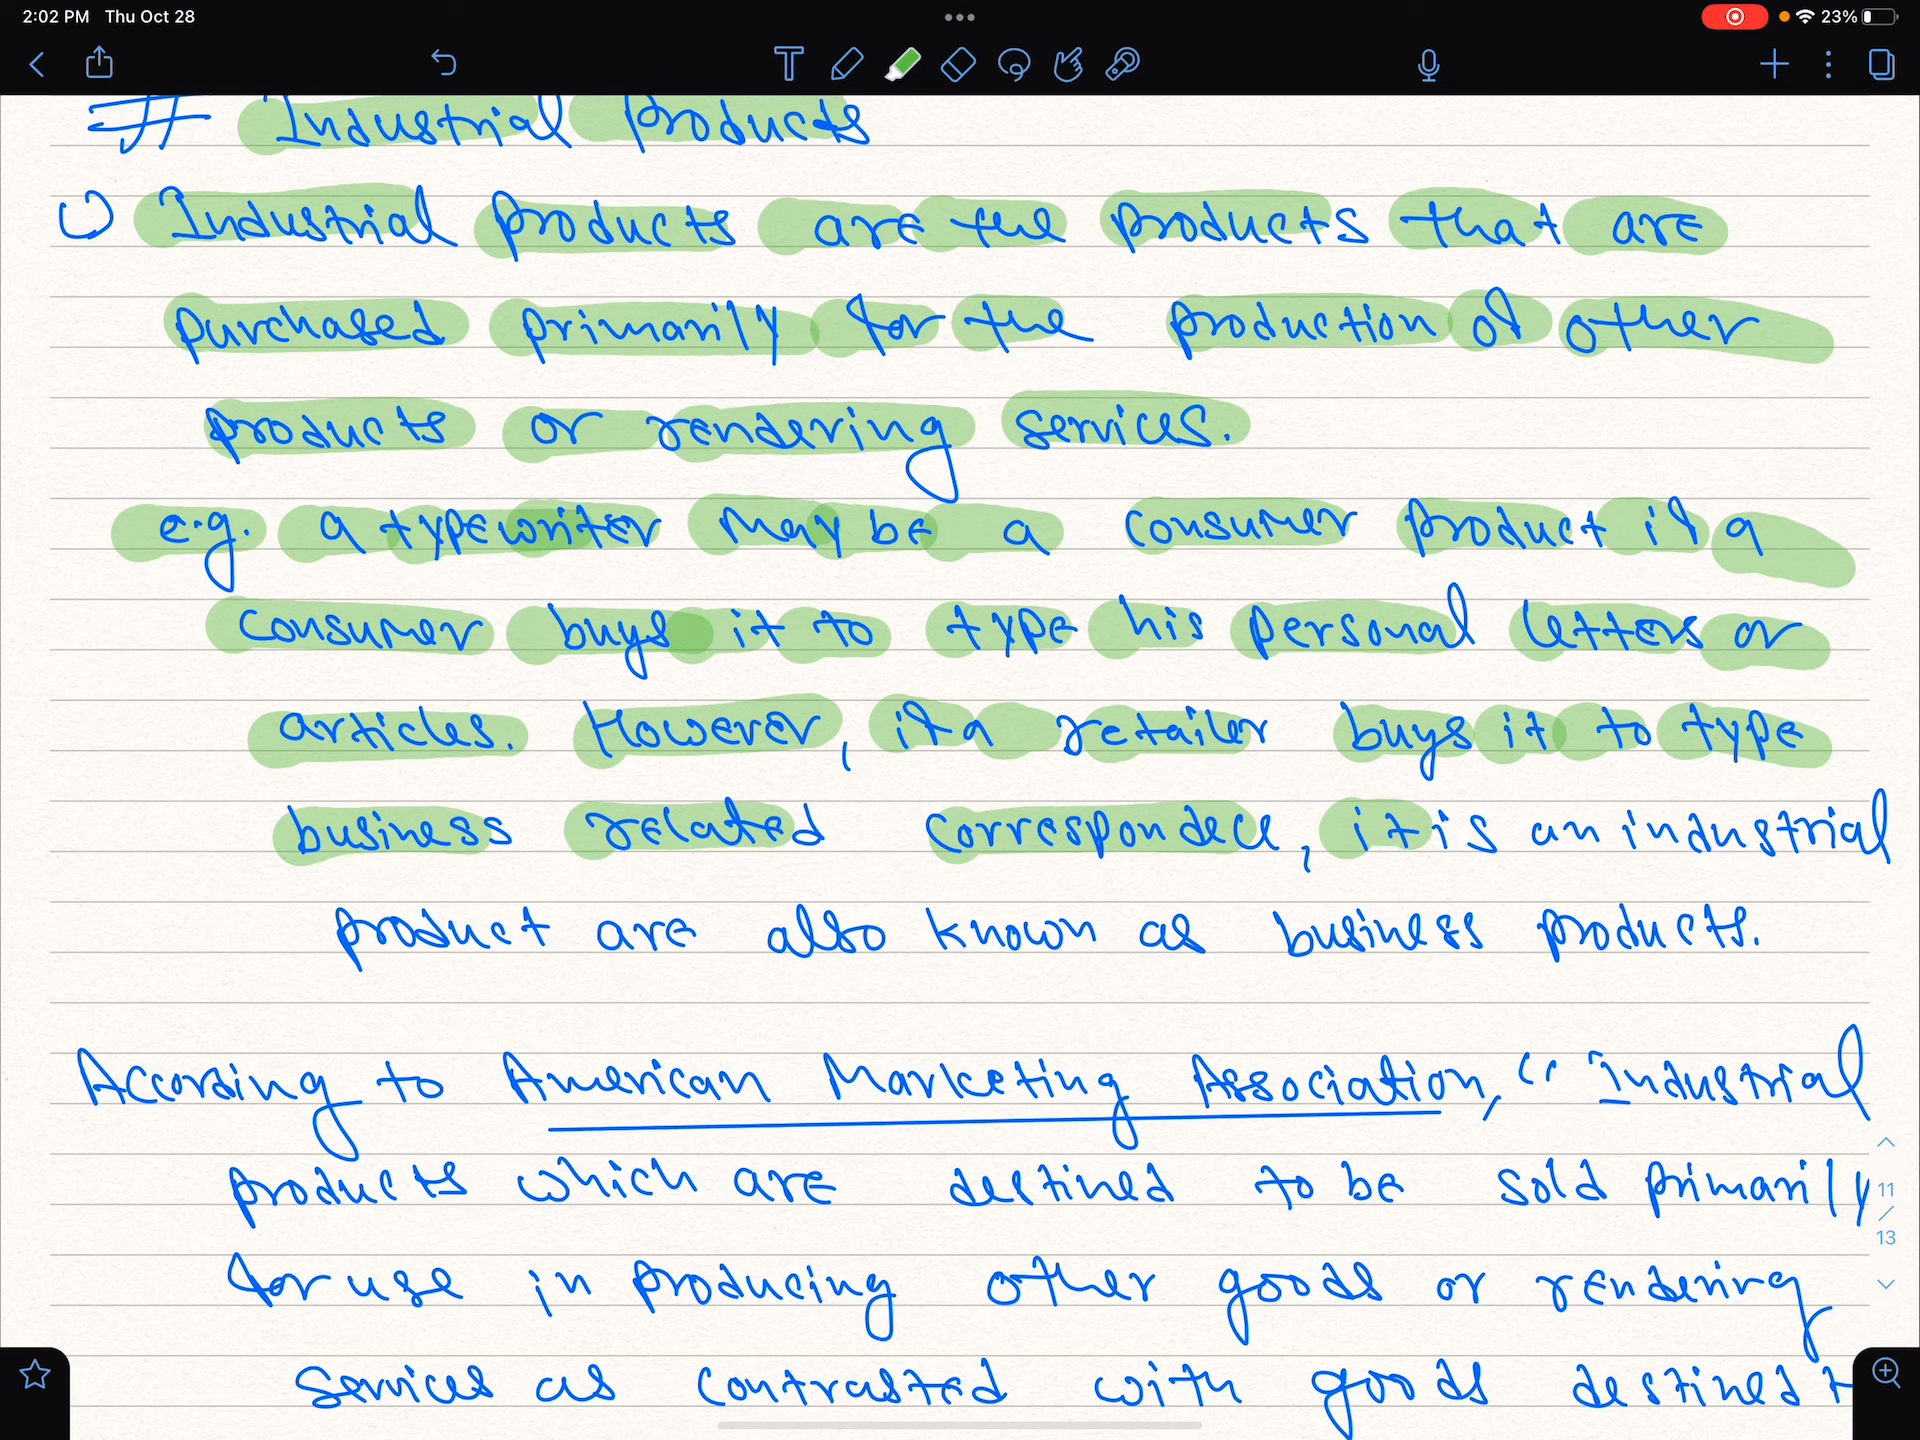 2:02 PM Thu Oct 28 23%
# Industrial Products
Industrial products are the products that are
purchased primarily for the production of other
products or rendering services.
e.g. a typewriter may be a consumer product if a
consumer buys it to type his personal letters or
articles. However, if a retailer buys it to type
business related correspondece, it is an industrial
product are also known as business products.
According to American Marketing Association, "industrial
products which are destined to be sold primarily
for use in producing other goods or rendering
services as contrasted with goods destined t
11
/
13